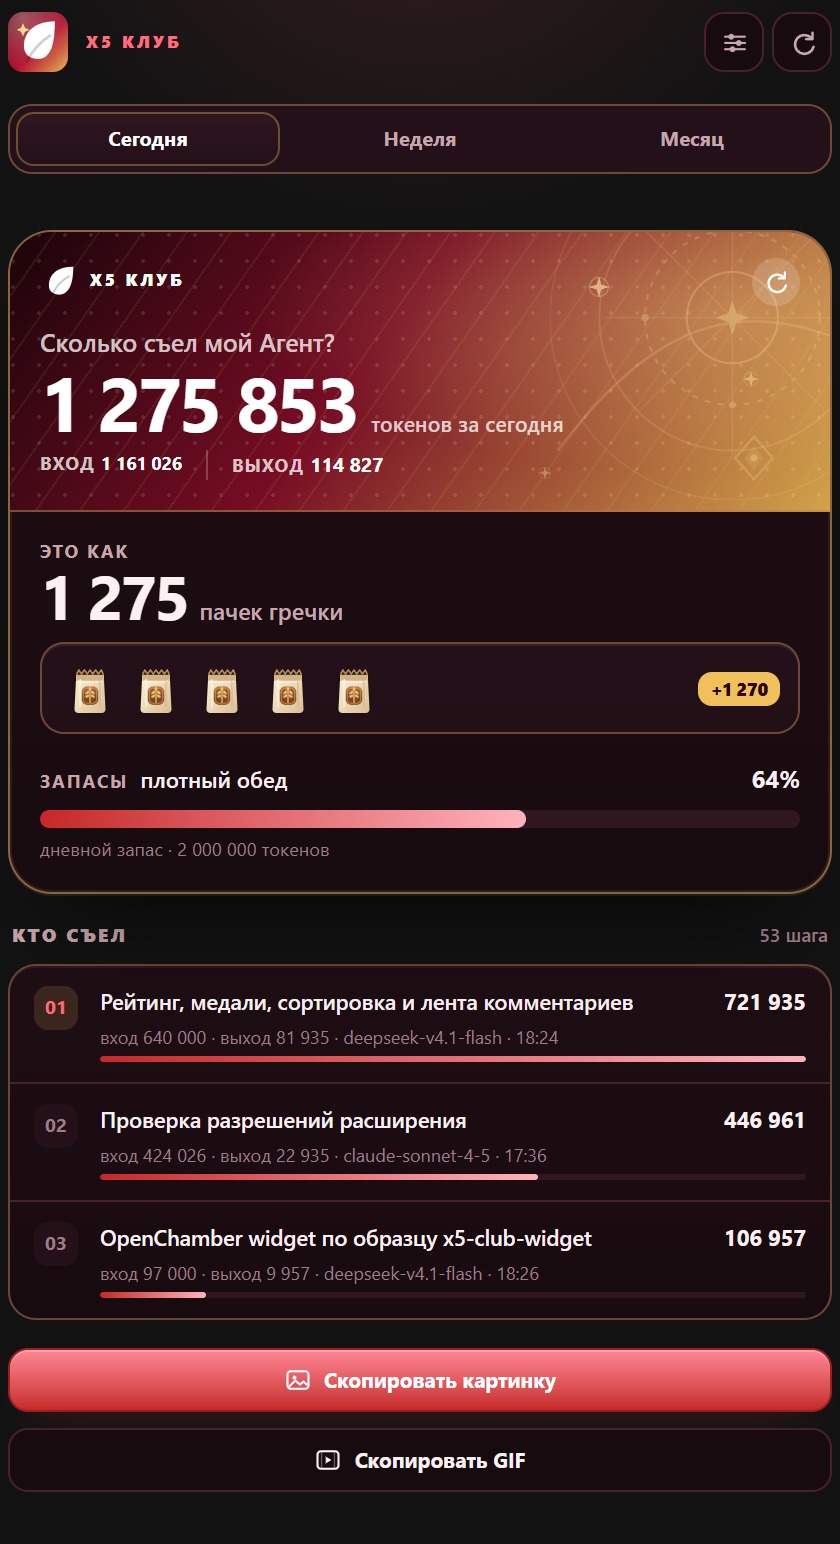 Х5 КЛУБ
Сегодня
Неделя
Месяц
Х5 КЛУБ
Сколько съел мой Агент?
1 275 853 токенов за сегодня
ВХОД 1 161 026 ВЫХОД 114 827
ЭТО КАК
1 275 пачек гречки
+1 270
ЗАПАСЫ плотный обед 64%
дневной запас · 2 000 000 токенов
КТО СЪЕЛ 53 шага
01 Рейтинг, медали, сортировка и лента комментариев 721 935
вход 640 000 · выход 81 935 · deepseek-v4.1-flash · 18:24
02 Проверка разрешений расширения 446 961
вход 424 026 · выход 22 935 · claude-sonnet-4-5 · 17:36
03 OpenChamber widget по образцу x5-club-widget 106 957
вход 97 000 · выход 9 957 · deepseek-v4.1-flash · 18:26
Скопировать картинку
Скопировать GIF